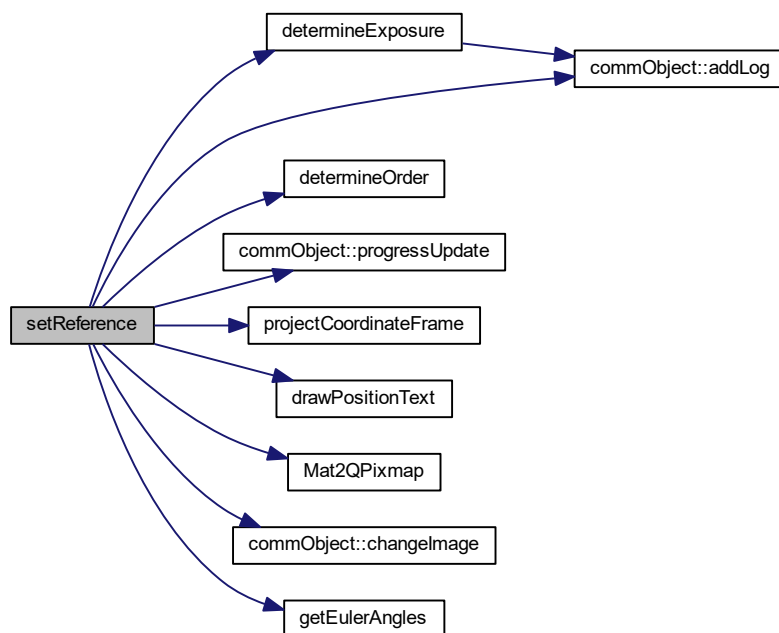 determineExposure
commObject::addLog
determineOrder
commObject::progressUpdate
setReference
projectCoordinateFrame
drawPositionText
Mat2QPixmap
commObject::changeImage
getEulerAngles